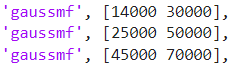 'gaussmf', [14000 30000],
'gaussmf', [25000 50000],
'gaussmf', [45000 70000],